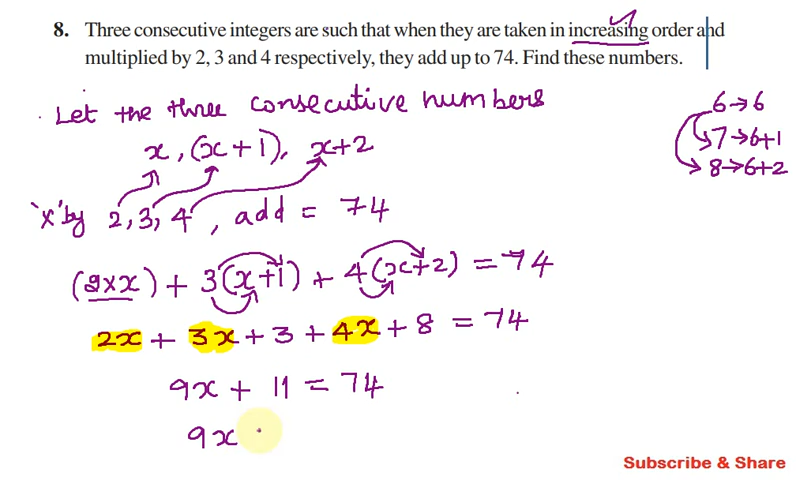 8. Three consecutive integers are such that when they are taken in increasing order and
multiplied by 2, 3 and 4 respectively, they add up to 74. Find these numbers.
Let the three consecutive numbers
x, (x + 1), x + 2
6 → 6
7 → 6 + 1
8 → 6 + 2
'x' by 2, 3, 4, add = 74
(2 × x) + 3(x + 1) + 4(x + 2) = 74
2x + 3x + 3 + 4x + 8 = 74
9x + 11 = 74
9x
Subscribe & Share